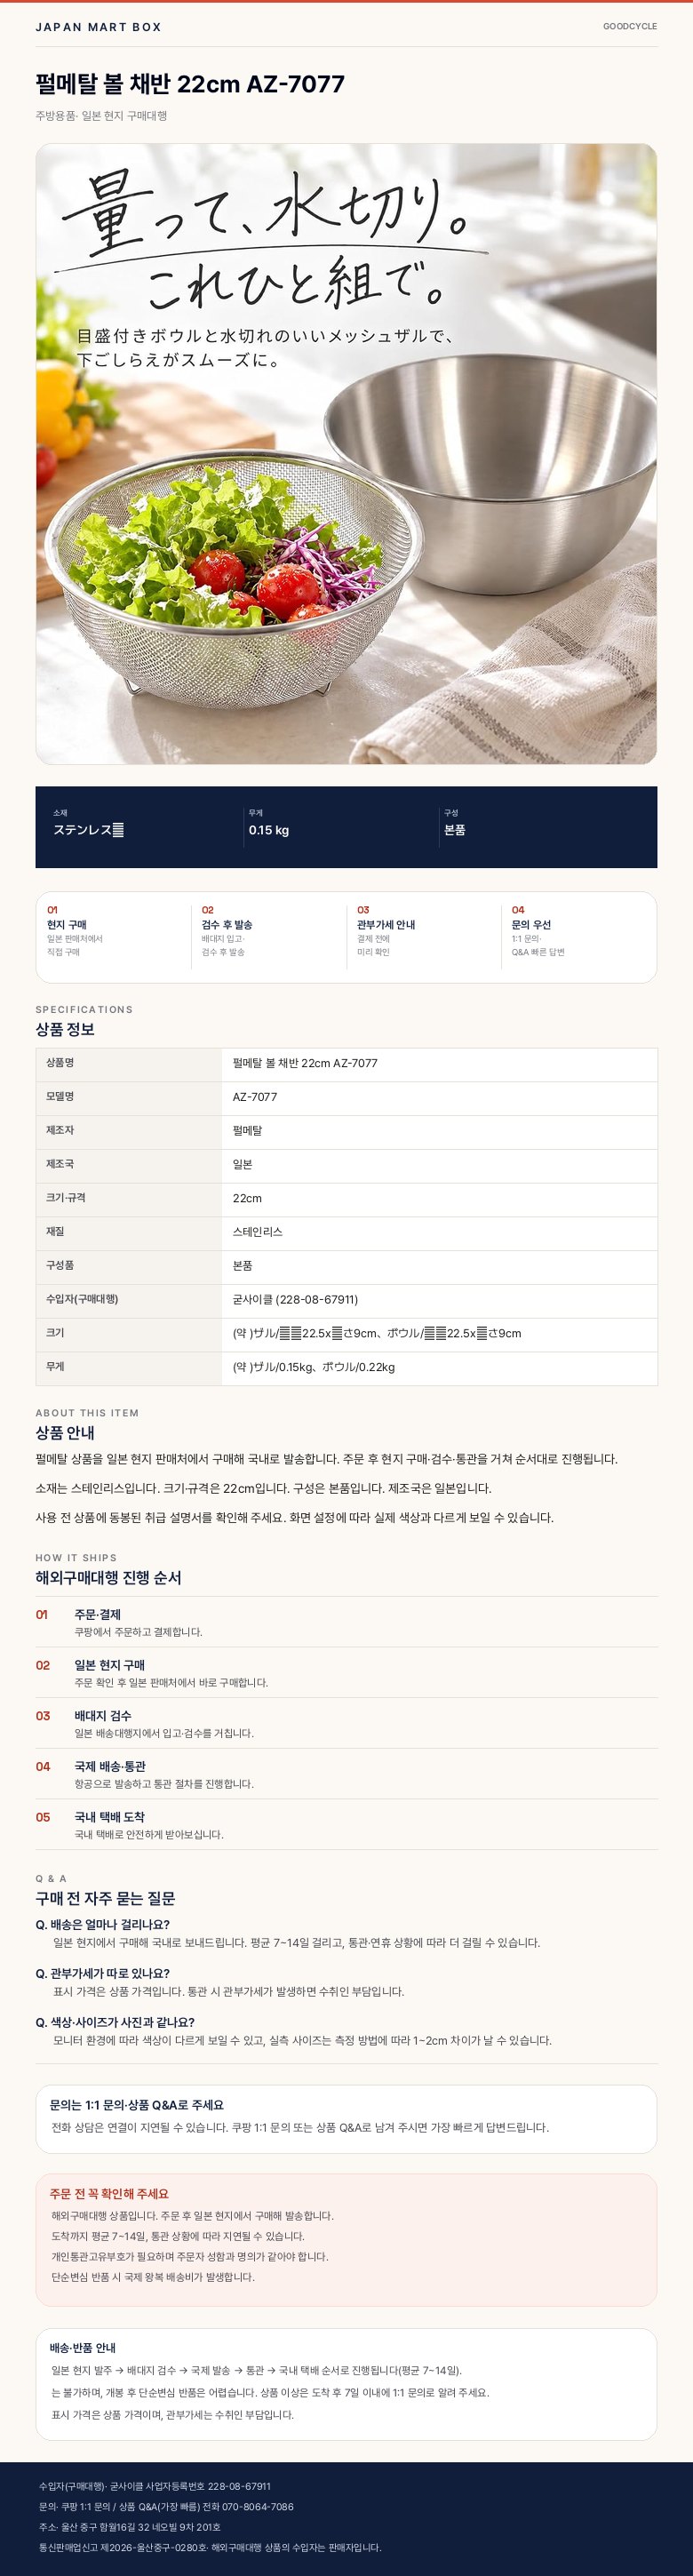 JAPAN MART BOX
GOODCYCLE
펄메탈 볼 채반 22cm AZ-7077
주방용품· 일본 현지 구매대행
量って、水切り。
これひと組で。
目盛付きボウルと水切れのいいメッシュザルで、
下ごしらえがスムーズに。
소재
무게
구성
ステンレス
0.15 kg
본품
01
02
03
04
현지 구매
검수 후 발송
관부가세 안내
문의 우선
일본 판매처에서
배대지 입고·
결제 전에
1:1 문의·
직접 구매
검수 후 발송
미리 확인
Q&A 빠른 답변
SPECIFICATIONS
상품 정보
상품명 펄메탈 볼 채반 22cm AZ-7077
모델명 AZ-7077
제조자 펄메탈
제조국 일본
크기·규격 22cm
재질 스테인리스
구성품 본품
수입자(구매대행) 굳사이클 (228-08-67911)
크기 (약 )ザル/22.5xさ9cm、ボウル/22.5xさ9cm
무게 (약 )ザル/0.15kg、ボウル/0.22kg
ABOUT THIS ITEM
상품 안내
펄메탈 상품을 일본 현지 판매처에서 구매해 국내로 발송합니다. 주문 후 현지 구매·검수·통관을 거쳐 순서대로 진행됩니다.
소재는 스테인리스입니다. 크기·규격은 22cm입니다. 구성은 본품입니다. 제조국은 일본입니다.
사용 전 상품에 동봉된 취급 설명서를 확인해 주세요. 화면 설정에 따라 실제 색상과 다르게 보일 수 있습니다.
HOW IT SHIPS
해외구매대행 진행 순서
01 주문·결제
쿠팡에서 주문하고 결제합니다.
02 일본 현지 구매
주문 확인 후 일본 판매처에서 바로 구매합니다.
03 배대지 검수
일본 배송대행지에서 입고·검수를 거칩니다.
04 국제 배송·통관
항공으로 발송하고 통관 절차를 진행합니다.
05 국내 택배 도착
국내 택배로 안전하게 받아보십니다.
Q & A
구매 전 자주 묻는 질문
Q. 배송은 얼마나 걸리나요?
일본 현지에서 구매해 국내로 보내드립니다. 평균 7~14일 걸리고, 통관·연휴 상황에 따라 더 걸릴 수 있습니다.
Q. 관부가세가 따로 있나요?
표시 가격은 상품 가격입니다. 통관 시 관부가세가 발생하면 수취인 부담입니다.
Q. 색상·사이즈가 사진과 같나요?
모니터 환경에 따라 색상이 다르게 보일 수 있고, 실측 사이즈는 측정 방법에 따라 1~2cm 차이가 날 수 있습니다.
문의는 1:1 문의·상품 Q&A로 주세요
전화 상담은 연결이 지연될 수 있습니다. 쿠팡 1:1 문의 또는 상품 Q&A로 남겨 주시면 가장 빠르게 답변드립니다.
주문 전 꼭 확인해 주세요
해외구매대행 상품입니다. 주문 후 일본 현지에서 구매해 발송합니다.
도착까지 평균 7~14일, 통관 상황에 따라 지연될 수 있습니다.
개인통관고유부호가 필요하며 주문자 성함과 명의가 같아야 합니다.
단순변심 반품 시 국제 왕복 배송비가 발생합니다.
배송·반품 안내
일본 현지 발주 → 배대지 검수 → 국제 발송 → 통관 → 국내 택배 순서로 진행됩니다(평균 7~14일).
는 불가하며, 개봉 후 단순변심 반품은 어렵습니다. 상품 이상은 도착 후 7일 이내에 1:1 문의로 알려 주세요.
표시 가격은 상품 가격이며, 관부가세는 수취인 부담입니다.
수입자(구매대행)· 굳사이클 사업자등록번호 228-08-67911
문의· 쿠팡 1:1 문의 / 상품 Q&A(가장 빠름) 전화 070-8064-7086
주소· 울산 중구 함월16길 32 네오빌 9차 201호
통신판매업신고 제2026-울산중구-0280호· 해외구매대행 상품의 수입자는 판매자입니다.